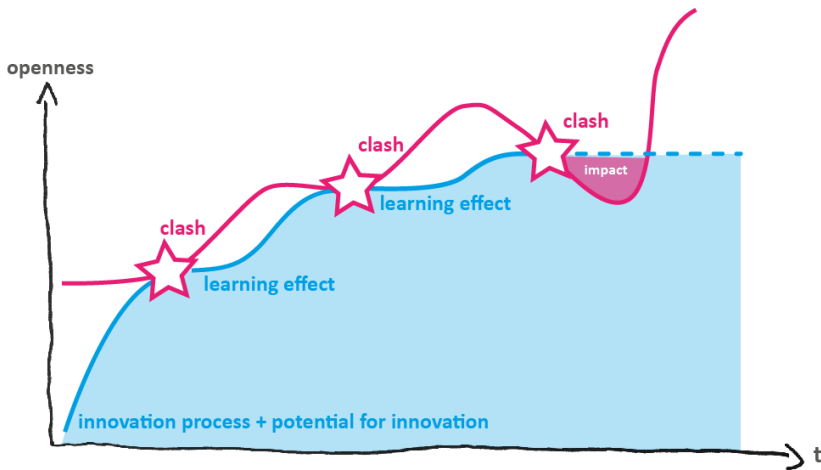 openness
clash
clash
clash
impact
learning effect
learning effect
innovation process + potential for innovation
t